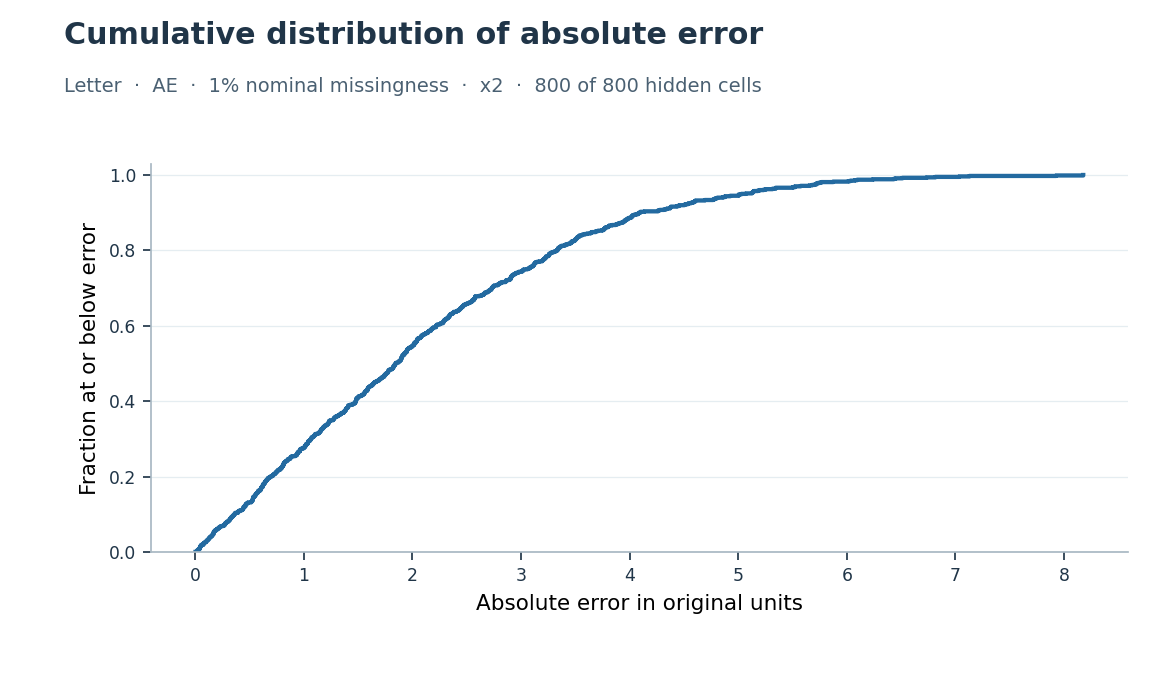 Cumulative distribution of absolute error
Letter · AE · 1% nominal missingness · x2 · 800 of 800 hidden cells
Fraction at or below error
1.0
0.8
0.6
0.4
0.2
0.0
0 1 2 3 4 5 6 7 8
Absolute error in original units